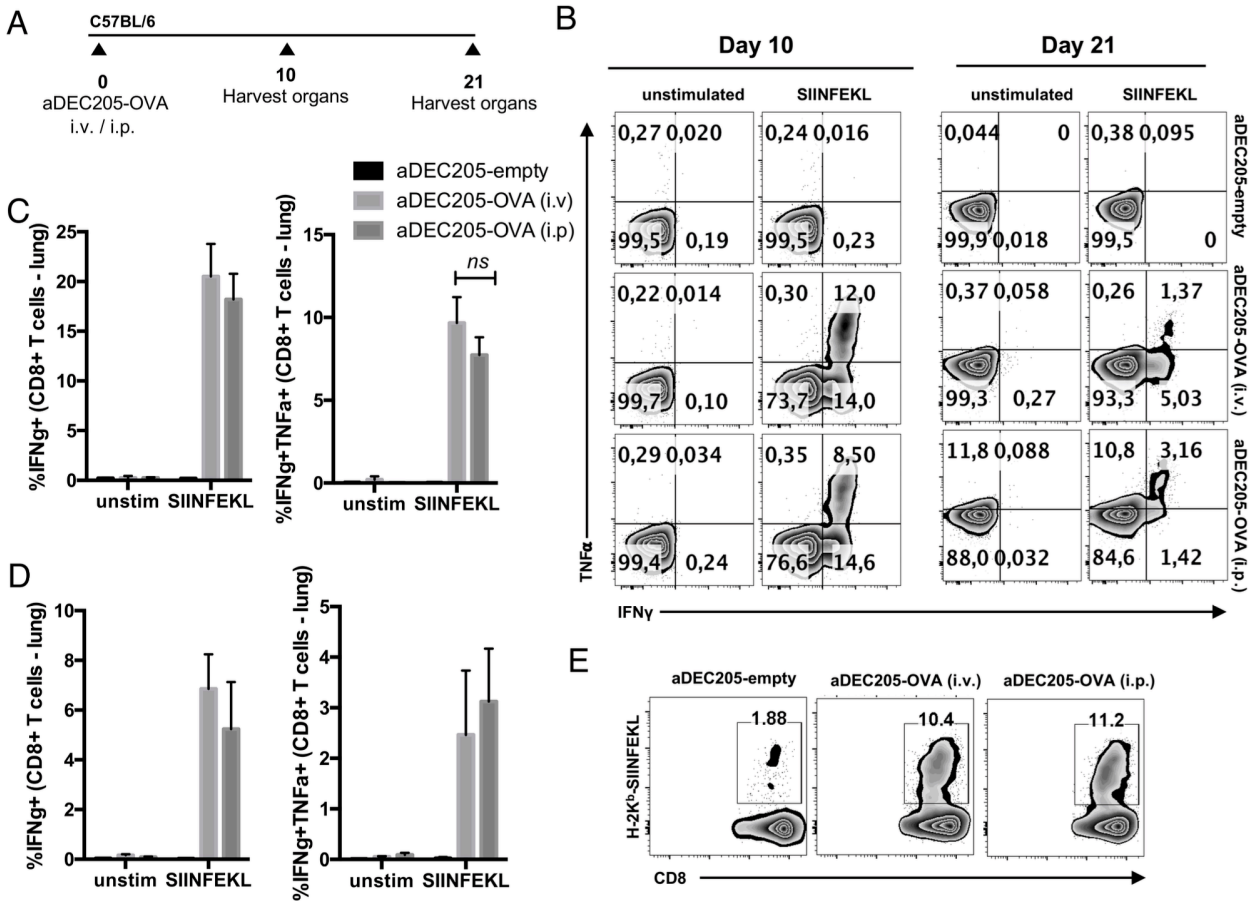 A
C57BL/6
0
10
21
aDEC205-OVA
i.v. / i.p.
Harvest organs
Harvest organs
aDEC205-empty
aDEC205-OVA (i.v)
aDEC205-OVA (i.p)
B
Day 10
Day 21
unstimulated
SIINFEKL
unstimulated
SIINFEKL
0,27 0,020
99,5 0,19
0,24 0,016
99,5 0,23
0,044 0
99,9 0,018
0,38 0,095
99,5 0
aDEC205-empty
0,22 0,014
99,7 0,10
0,30 12,0
73,7 14,0
0,37 0,058
99,3 0,27
0,26 1,37
93,3 5,03
aDEC205-OVA (i.v.)
0,29 0,034
99,4 0,24
0,35 8,50
76,6 14,6
11,8 0,088
88,0 0,032
10,8 3,16
84,6 1,42
aDEC205-OVA (i.p.)
TNFα
IFNγ
C
%IFNg+ (CD8+ T cells - lung)
25
20
15
10
5
0
unstim SIINFEKL
%IFNg+TNFa+ (CD8+ T cells - lung)
15
10
5
0
ns
unstim SIINFEKL
D
%IFNg+ (CD8+ T cells - lung)
10
8
6
4
2
0
unstim SIINFEKL
%IFNg+TNFa+ (CD8+ T cells - lung)
5
4
3
2
1
0
unstim SIINFEKL
E
aDEC205-empty
aDEC205-OVA (i.v.)
aDEC205-OVA (i.p.)
1.88
10.4
11.2
H-2Kᵇ-SIINFEKL
CD8